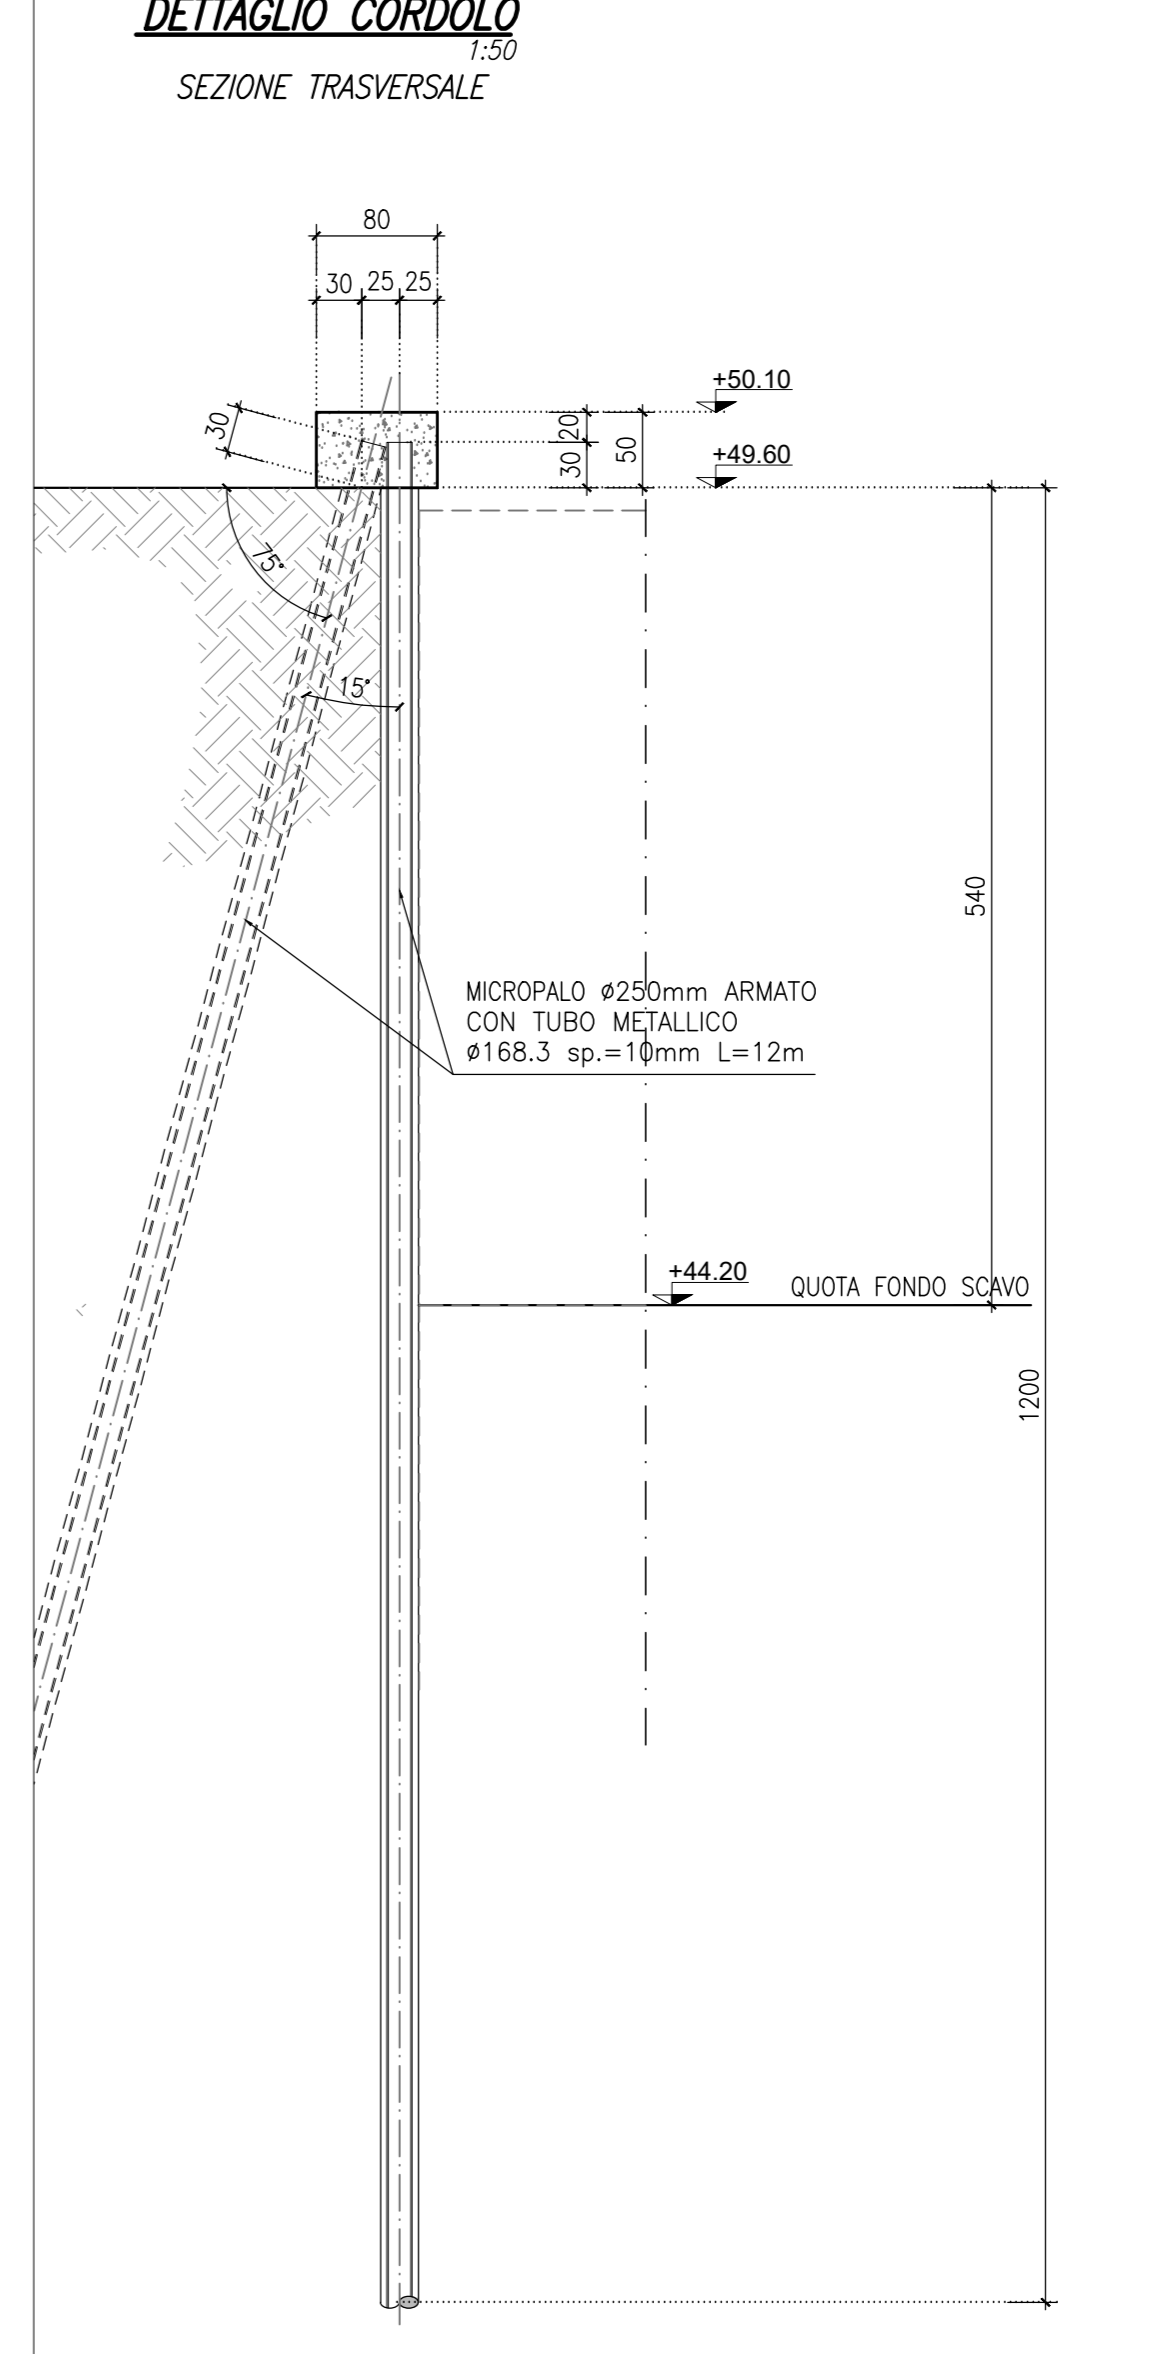 DETTAGLIO CORDOLO
1:50
SEZIONE TRASVERSALE
80
30 25 25
+50.10
30
20
50
30
+49.60
75°
15°
540
MICROPALO ø250mm ARMATO
CON TUBO METALLICO
ø168.3 sp.=10mm L=12m
+44.20
QUOTA FONDO SCAVO
1200